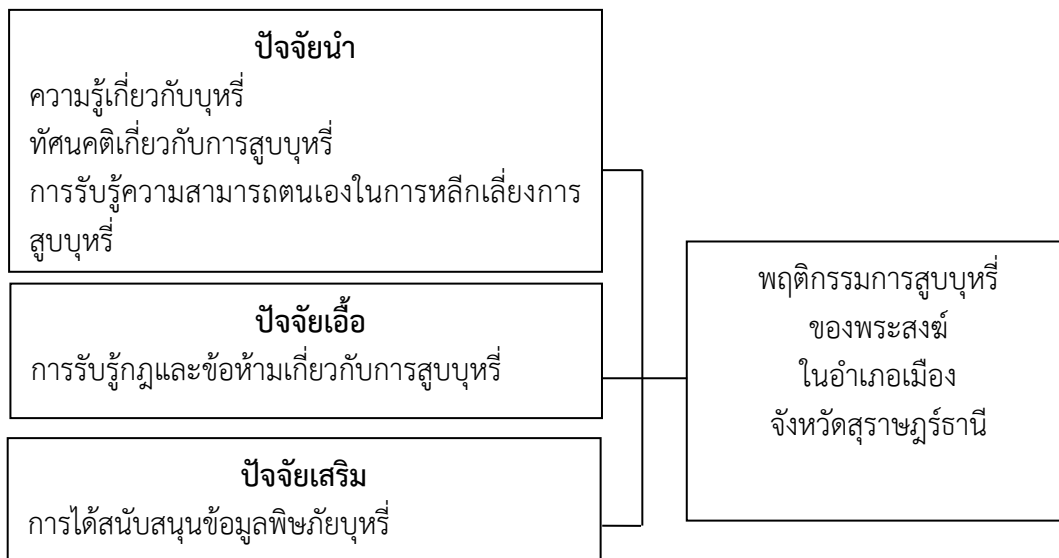 ปัจจัยนำ
ความรู้เกี่ยวกับบุหรี่
ทัศนคติเกี่ยวกับการสูบบุหรี่
การรับรู้ความสามารถตนเองในการหลีกเลี่ยงการ
สูบบุหรี่
ปัจจัยเอื้อ
การรับรู้กฎและข้อห้ามเกี่ยวกับการสูบบุหรี่
ปัจจัยเสริม
การได้สนับสนุนข้อมูลพิษภัยบุหรี่
พฤติกรรมการสูบบุหรี่
ของพระสงฆ์
ในอำเภอเมือง
จังหวัดสุราษฎร์ธานี